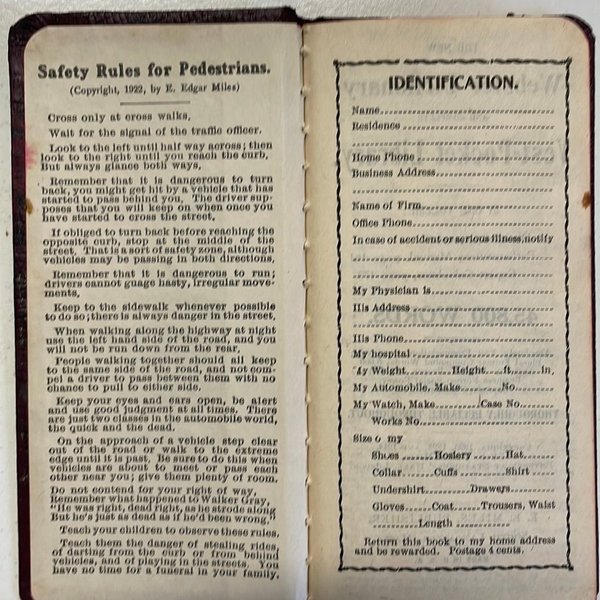 Safety Rules for Pedestrians.
(Copyright, 1922, by E. Edgar Miles)
Cross only at cross walks.
Wait for the signal of the traffic officer.
Look to the left until half way across; then
look to the right until you reach the curb.
But always glance both ways.
Remember that it is dangerous to turn
back, you might get hit by a vehicle that has
started to pass behind you. The driver sup-
poses that you will keep on when once you
have started to cross the street.
If obliged to turn back before reaching the
opposite curb, stop at the middle of the
street. That is a sort of safety zone, although
vehicles may be passing in both directions.
Remember that it is dangerous to run;
drivers cannot guage hasty, irregular move-
ments.
Keep to the sidewalk whenever possible
to do so; there is always danger in the street.
When walking along the highway at night
use the left hand side of the road, and you
will not be run down from the rear.
People walking together should all keep
to the same side of the road, and not com-
pel a driver to pass between them with no
chance to pull to either side.
Keep your eyes and ears open, be alert
and use good judgment at all times. There
are just two classes in the automobile world,
the quick and the dead.
On the approach of a vehicle step clear
out of the road or walk to the extreme
edge until it is past. Be sure to do this when
vehicles are about to meet or pass each
other near you; give them plenty of room.
Do not contend for your right of way.
Remember what happened to Walker Gray,
"He was right, dead right, as he strode along
But he's just as dead as if he'd been wrong."
Teach your children to observe these rules.
Teach them the danger of stealing rides,
of darting from the curb or from behind
vehicles, and of playing in the streets. You
have no time for a funeral in your family.
IDENTIFICATION.
Name
Residence
Home Phone
Business Address
Name of Firm
Office Phone
In case of accident or serious illness, notify
My Physician is
His Address
His Phone
My hospital
My Weight Height ft in.
My Automobile, Make No
My Watch, Make Case No
Works No
Size o my
Shoes Hosiery Hat
Collar Cuffs Shirt
Undershirt Drawers
Gloves Coat Trousers, Waist
Length
Return this book to my home address
and be rewarded. Postage 4 cents.